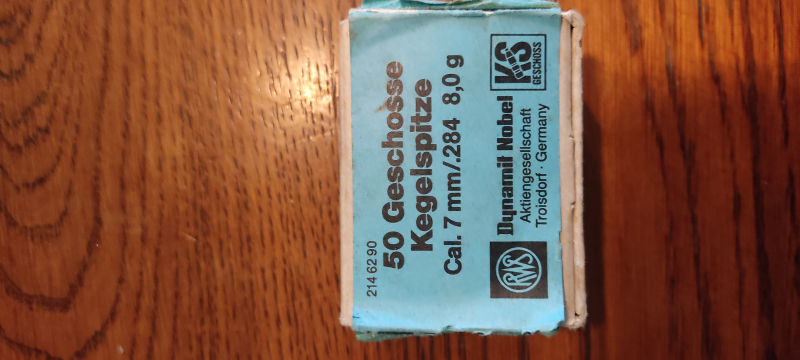 214 62 90
50 Geschosse
Kegelspitze
Cal. 7 mm/.284 8,0 g
RWS
Dynamit Nobel
Aktiengesellschaft
Troisdorf · Germany
KS
GESCHOSS